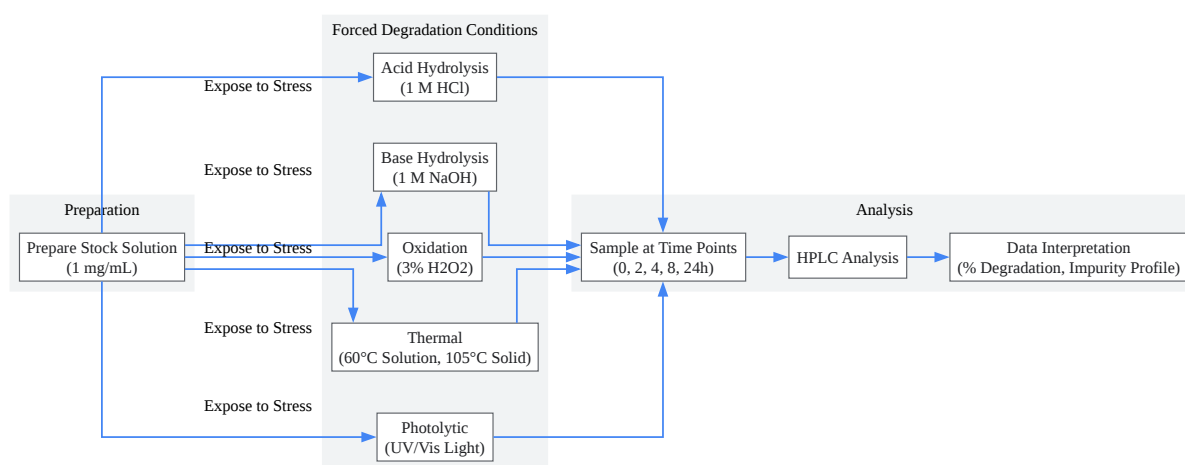 Forced Degradation Conditions
Acid Hydrolysis
(1 M HCl)
Expose to Stress
Base Hydrolysis
(1 M NaOH)
Expose to Stress
Preparation
Prepare Stock Solution
(1 mg/mL)
Expose to Stress
Oxidation
(3% H2O2)
Expose to Stress
Thermal
(60°C Solution, 105°C Solid)
Expose to Stress
Photolytic
(UV/Vis Light)
Analysis
Sample at Time Points
(0, 2, 4, 8, 24h)
HPLC Analysis
Data Interpretation
(% Degradation, Impurity Profile)